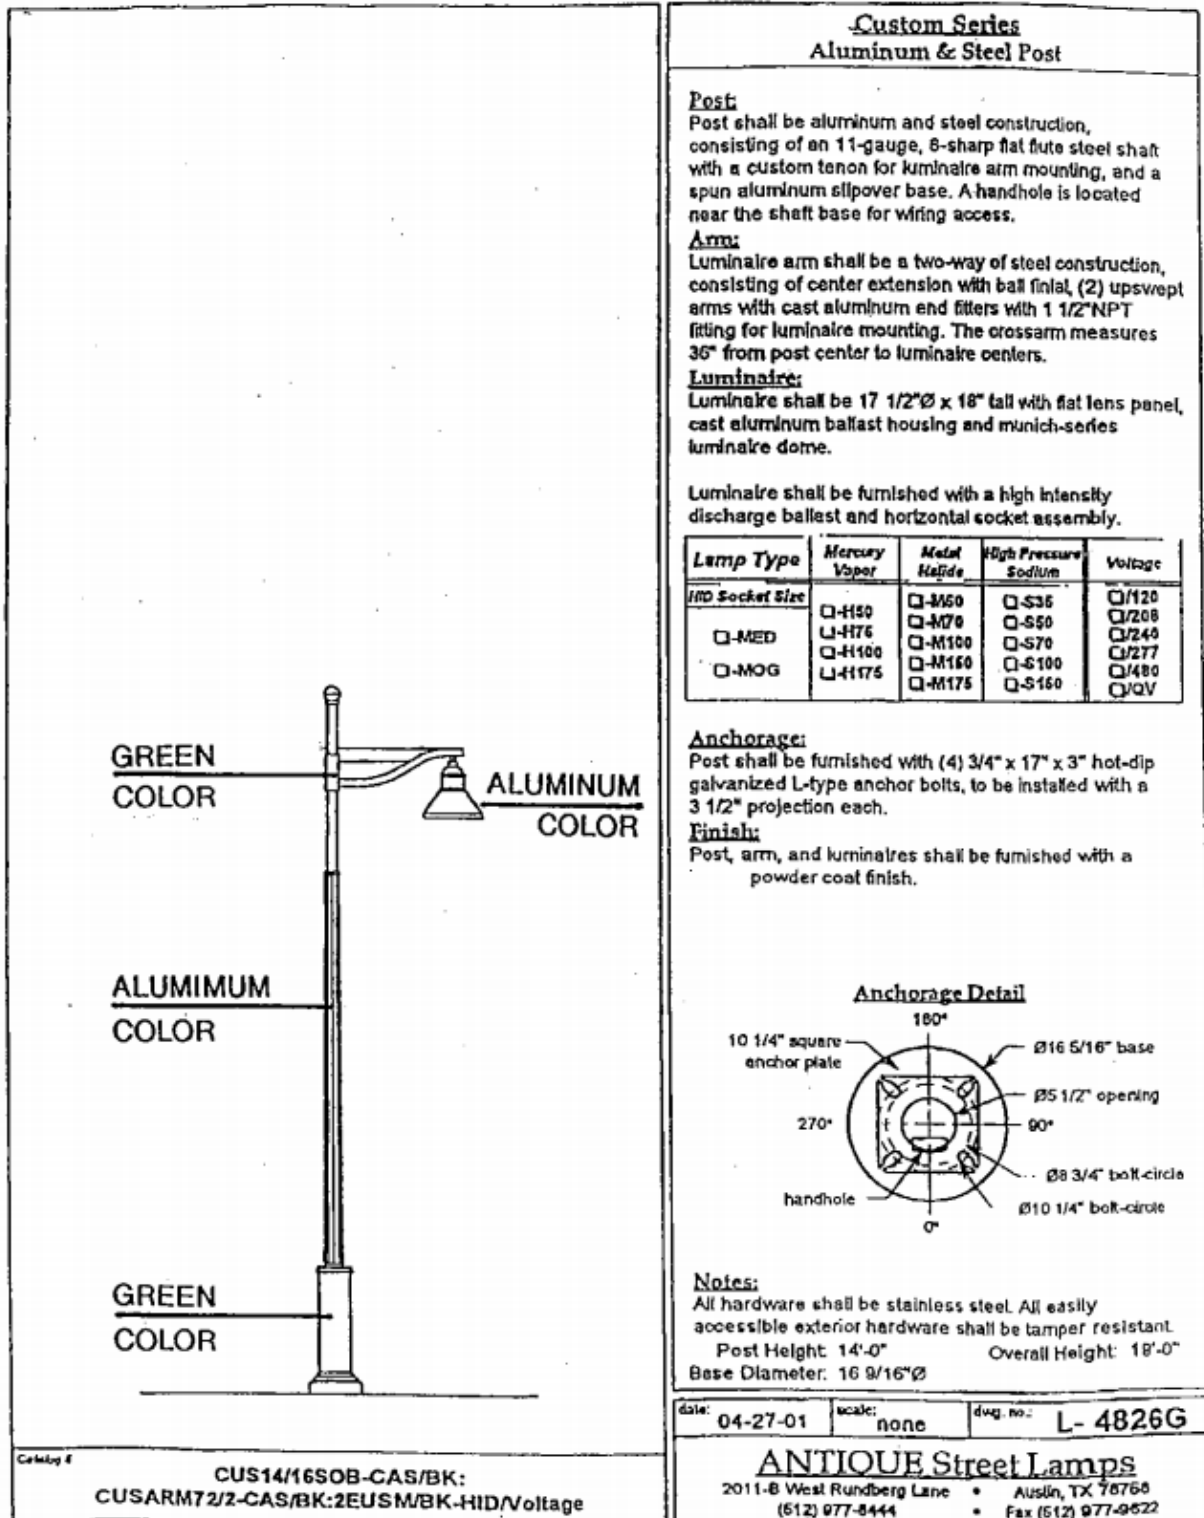 GREEN
COLOR
ALUMINUM
COLOR
ALUMIMUM
COLOR
GREEN
COLOR
Catalog #
CUS14/16SOB-CAS/BK:
CUSARM72/2-CAS/BK:2EUSM/BK-HID/Voltage
Custom Series
Aluminum & Steel Post
Post:
Post shall be aluminum and steel construction,
consisting of an 11-gauge, 8-sharp flat flute steel shaft
with a custom tenon for luminaire arm mounting, and a
spun aluminum slipover base. A handhole is located
near the shaft base for wiring access.
Arm:
Luminaire arm shall be a two-way of steel construction,
consisting of center extension with ball finial, (2) upswept
arms with cast aluminum end fitters with 1 1/2"NPT
fitting for luminaire mounting. The crossarm measures
36" from post center to luminaire centers.
Luminaire:
Luminaire shall be 17 1/2"Ø x 18" tall with flat lens panel,
cast aluminum ballast housing and munich-series
luminaire dome.
Luminaire shall be furnished with a high intensity
discharge ballast and horizontal socket assembly.
Lamp Type
Mercury
Vapor
Metal
Halide
High Pressure
Sodium
Voltage
HID Socket Size
-MED
-MOG
-H50
-H75
-H100
-H175
-M50
-M70
-M100
-M150
-M175
-S35
-S50
-S70
-S100
-S150
/120
/208
/240
/277
/480
/QV
Anchorage:
Post shall be furnished with (4) 3/4" x 17" x 3" hot-dip
galvanized L-type anchor bolts, to be installed with a
3 1/2" projection each.
Finish:
Post, arm, and luminaires shall be furnished with a
powder coat finish.
Anchorage Detail
180°
10 1/4" square
anchor plate
Ø16 5/16" base
Ø5 1/2" opening
270°
90°
Ø8 3/4" bolt-circle
handhole
Ø10 1/4" bolt-circle
0°
Notes:
All hardware shall be stainless steel. All easily
accessible exterior hardware shall be tamper resistant.
Post Height: 14'-0" Overall Height: 18'-0"
Base Diameter: 16 9/16"Ø
date: 04-27-01
scale: none
dwg. no.: L- 4826G
ANTIQUE Street Lamps
2011-B West Rundberg Lane • Austin, TX 78758
(512) 977-8444 • Fax (512) 977-9622